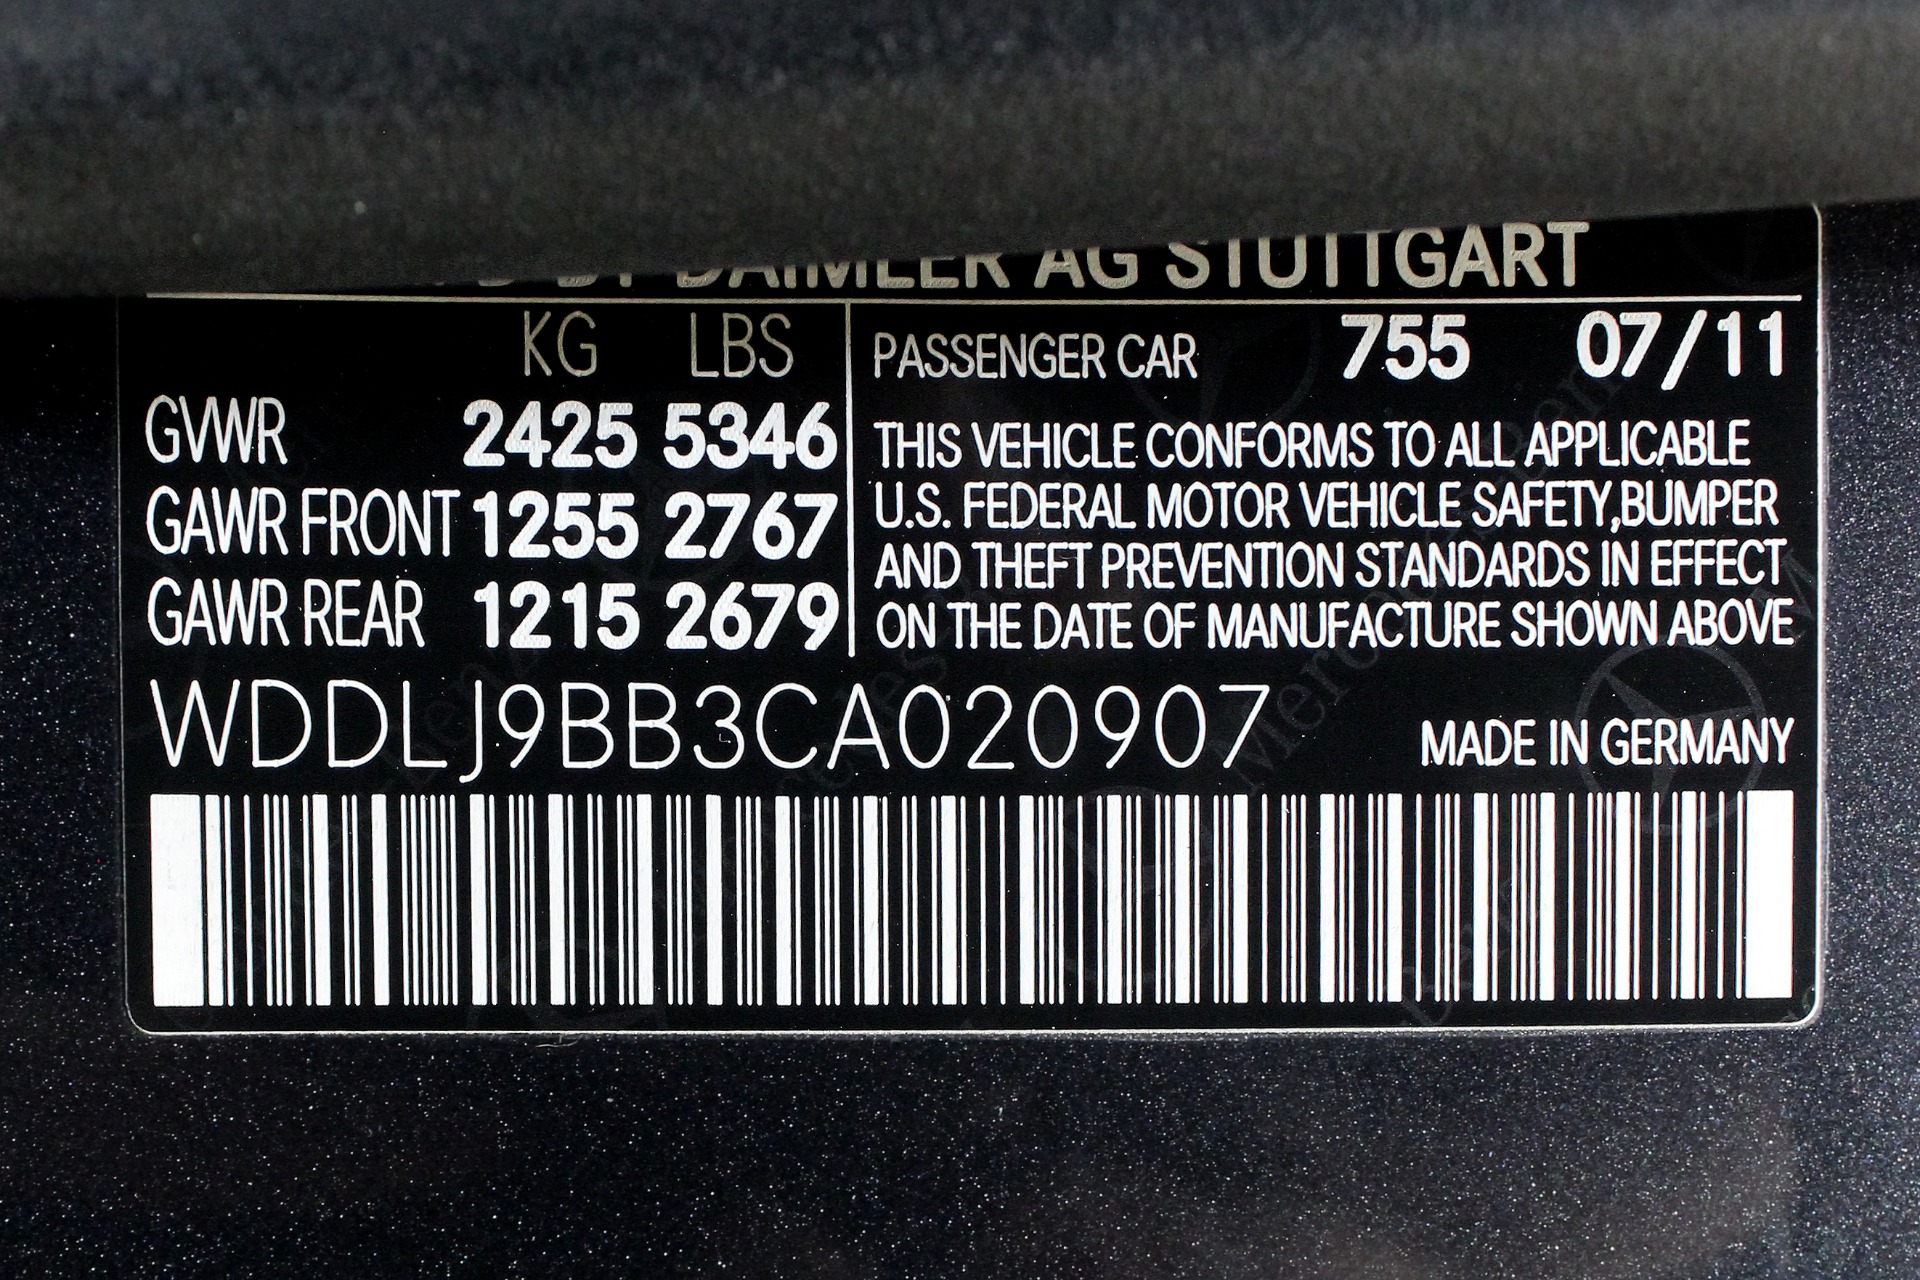 DAIMLER AG STUTTGART
KG LBS
GVWR 2425 5346
GAWR FRONT 1255 2767
GAWR REAR 1215 2679
PASSENGER CAR 755 07/11
THIS VEHICLE CONFORMS TO ALL APPLICABLE
U.S. FEDERAL MOTOR VEHICLE SAFETY,BUMPER
AND THEFT PREVENTION STANDARDS IN EFFECT
ON THE DATE OF MANUFACTURE SHOWN ABOVE
WDDLJ9BB3CA020907
MADE IN GERMANY